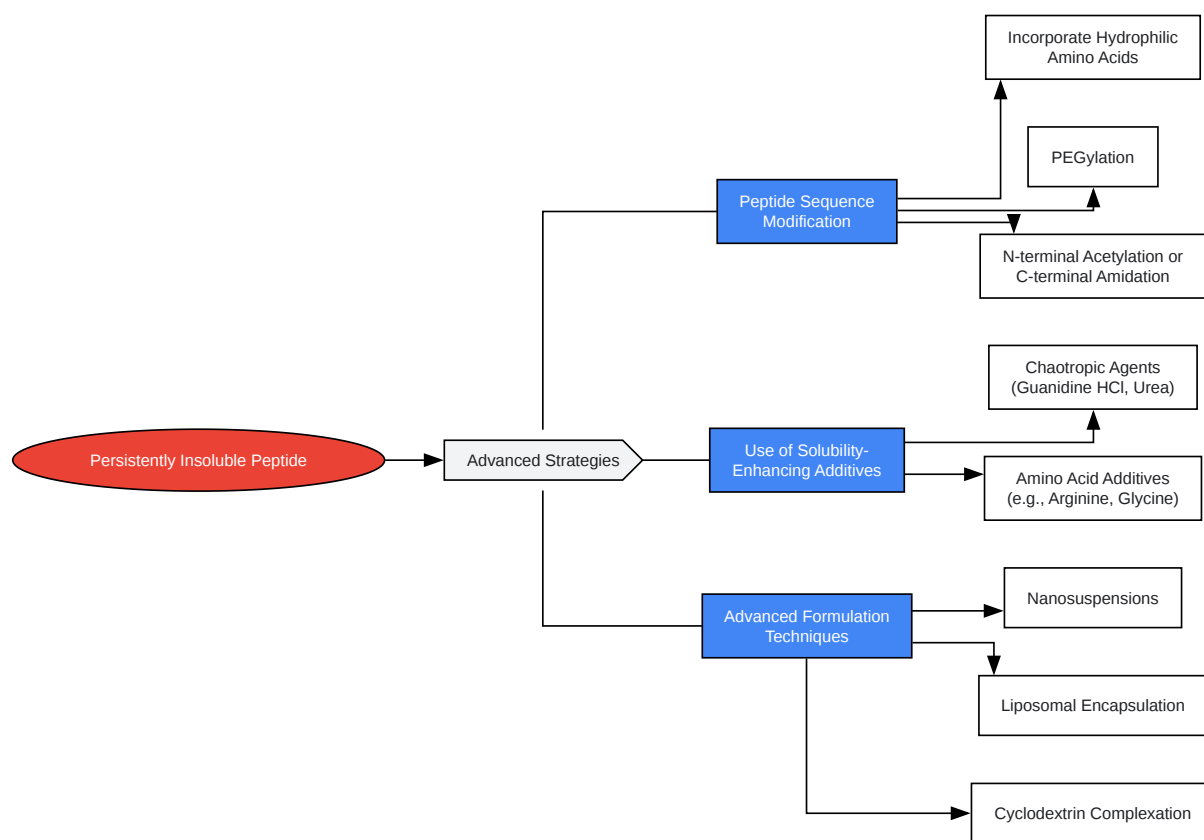 Incorporate Hydrophilic
Amino Acids
PEGylation
Peptide Sequence
Modification
N-terminal Acetylation or
C-terminal Amidation
Chaotropic Agents
(Guanidine HCl, Urea)
Persistently Insoluble Peptide
Advanced Strategies
Use of Solubility-
Enhancing Additives
Amino Acid Additives
(e.g., Arginine, Glycine)
Nanosuspensions
Advanced Formulation
Techniques
Liposomal Encapsulation
Cyclodextrin Complexation